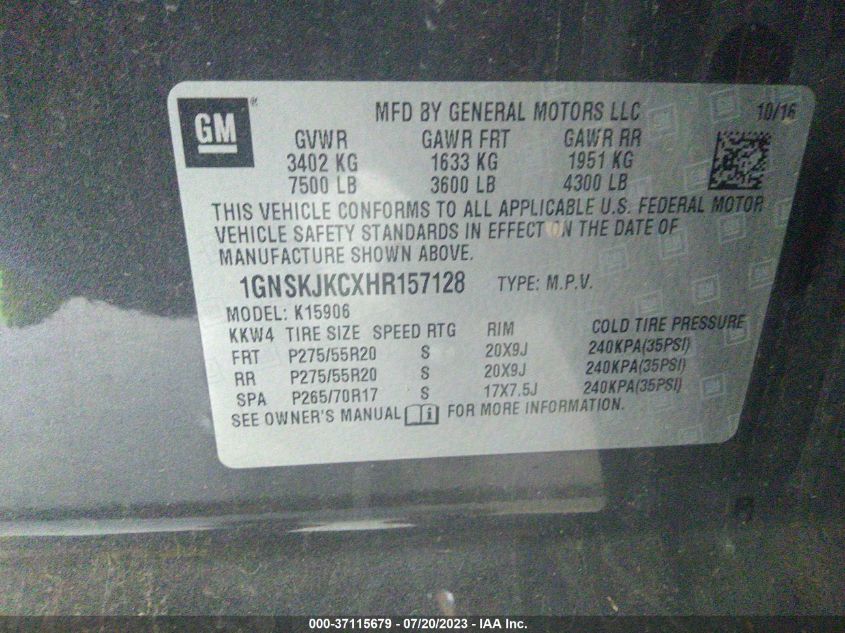 GM®
MFD BY GENERAL MOTORS LLC 10/16
GVWR GAWR FRT GAWR RR
3402 KG 1633 KG 1951 KG
7500 LB 3600 LB 4300 LB
THIS VEHICLE CONFORMS TO ALL APPLICABLE U.S. FEDERAL MOTOR
VEHICLE SAFETY STANDARDS IN EFFECT ON THE DATE OF
MANUFACTURE SHOWN ABOVE.
1GNSKJKCXHR157128 TYPE: M.P.V.
MODEL: K15906
KKW4 TIRE SIZE SPEED RTG RIM COLD TIRE PRESSURE
FRT P275/55R20 S 20X9J 240KPA(35PSI)
RR P275/55R20 S 20X9J 240KPA(35PSI)
SPA P265/70R17 S 17X7.5J 240KPA(35PSI)
SEE OWNER'S MANUAL i FOR MORE INFORMATION.
000-37115679 - 07/20/2023 - IAA Inc.